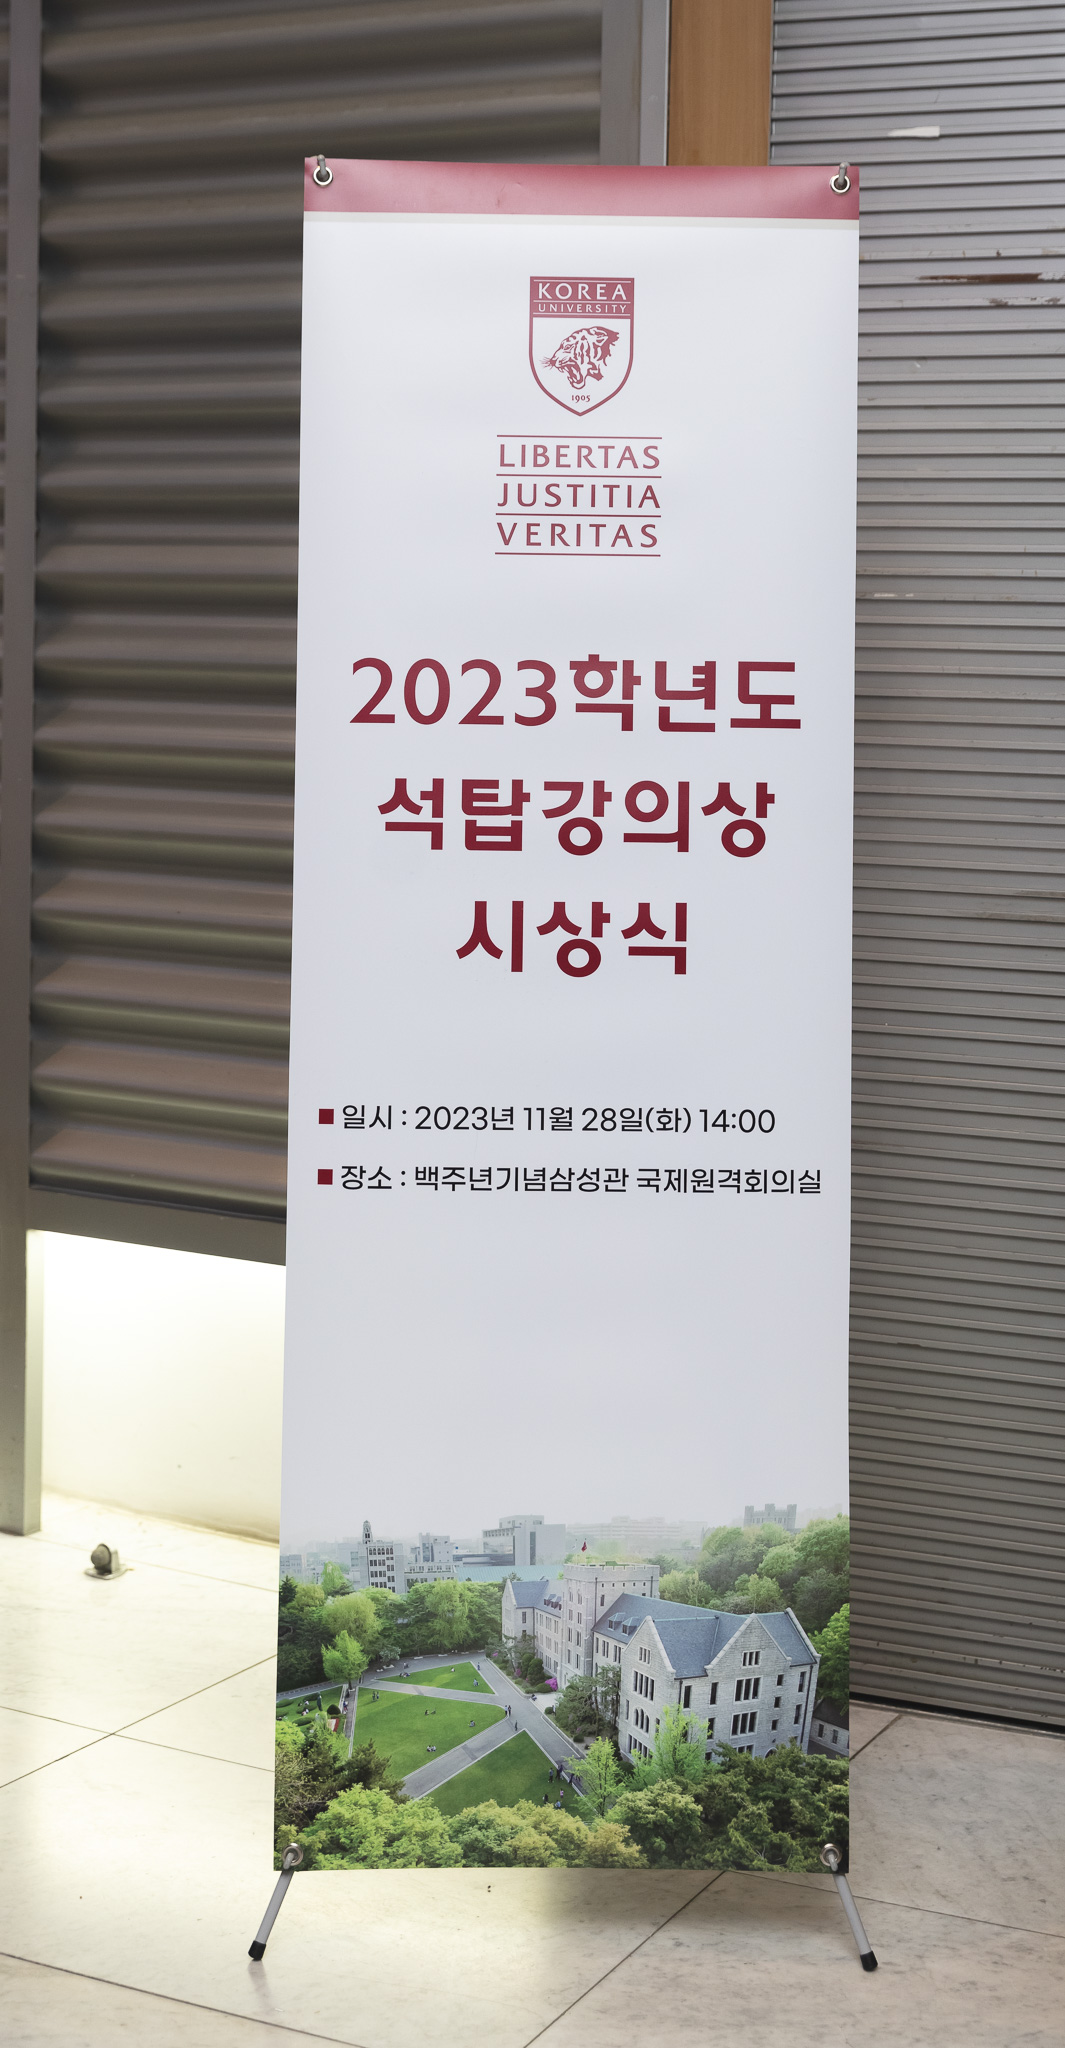 KOREA
UNIVERSITY
1905
LIBERTAS
JUSTITIA
VERITAS
2023학년도
석탑강의상
시상식
■ 일시 : 2023년 11월 28일(화) 14:00
■ 장소 : 백주년기념삼성관 국제원격회의실